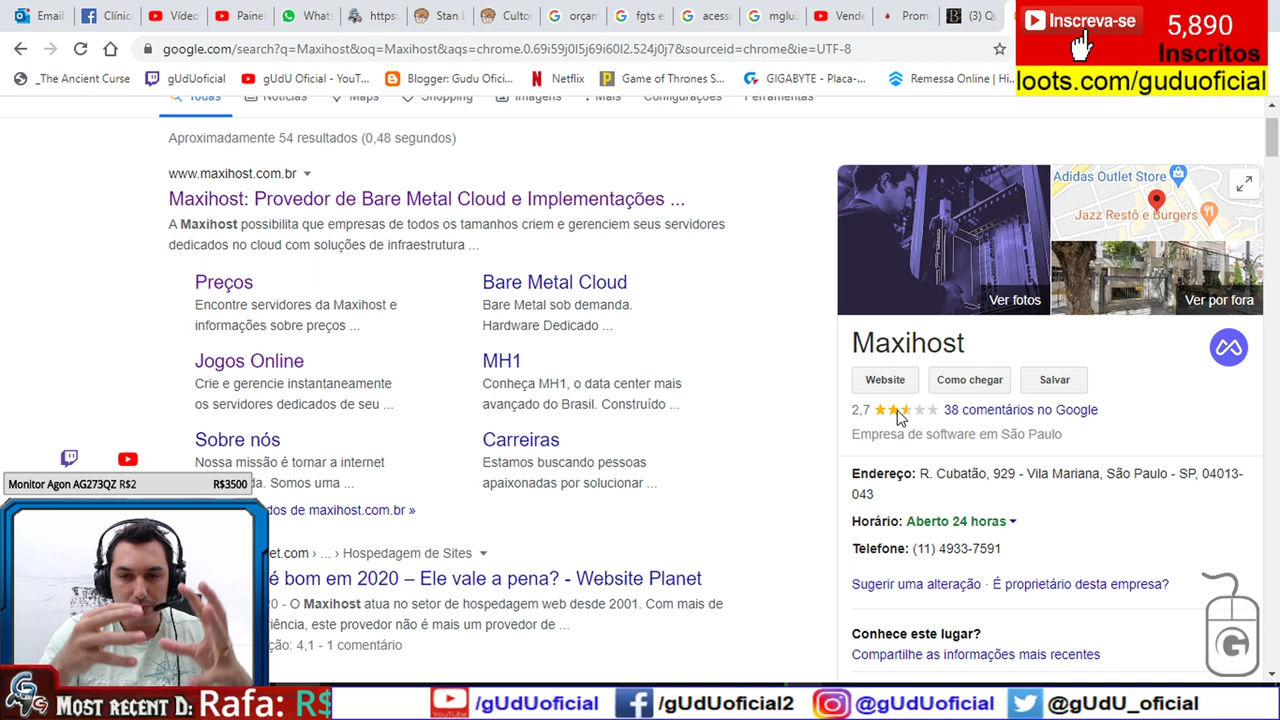 Email
Clínic
Vídeo
Painel
What
https:
Stan L
Cultor
orçam
fgts e
acess
mglu3
Vende
Promo
(3) Qu
Inscreva-se
5,890
Inscritos
loots.com/guduoficial
google.com/search?q=Maxihost&oq=Maxihost&aqs=chrome.0.69i59j0l5j69i60l2.524j0j7&sourceid=chrome&ie=UTF-8
_The Ancient Curse
gUdUoficial
gUdU Oficial - YouT...
Blogger: Gudu Ofici...
Netflix
Game of Thrones S...
GIGABYTE - Placa-...
Remessa Online | Hi
Todas
Notícias
Maps
Shopping
Imagens
Mais
Configurações
Ferramentas
Aproximadamente 54 resultados (0,48 segundos)
www.maxihost.com.br
Maxihost: Provedor de Bare Metal Cloud e Implementações ...
A Maxihost possibilita que empresas de todos os tamanhos criem e gerenciem seus servidores
dedicados no cloud com soluções de infraestrutura ...
Preços
Encontre servidores da Maxihost e
informações sobre preços ...
Bare Metal Cloud
Bare Metal sob demanda.
Hardware Dedicado ...
Jogos Online
Crie e gerencie instantaneamente
os servidores dedicados de seu ...
MH1
Conheça MH1, o data center mais
avançado do Brasil. Construído ...
Sobre nós
Nossa missão é tornar a internet
da. Somos uma ...
Carreiras
Estamos buscando pessoas
apaixonadas por solucionar ...
dos de maxihost.com.br »
et.com › ... › Hospedagem de Sites
é bom em 2020 – Ele vale a pena? - Website Planet
20 - O Maxihost atua no setor de hospedagem web desde 2001. Com mais de
riência, este provedor não é mais um provedor de ...
ção: 4,1 - 1 comentário
Adidas Outlet Store
Jazz Restô e Burgers
Ver fotos
Ver por fora
Maxihost
Website
Como chegar
Salvar
2,7
38 comentários no Google
Empresa de software em São Paulo
Endereço: R. Cubatão, 929 - Vila Mariana, São Paulo - SP, 04013-
043
Horário: Aberto 24 horas
Telefone: (11) 4933-7591
Sugerir uma alteração · É proprietário desta empresa?
Conhece este lugar?
Compartilhe as informações mais recentes
Monitor Agon AG273QZ R$2
R$3500
Most recent D: Rafa: R$
/gUdUoficial
/gUdUoficial2
@gUdUoficial
@gUdU_oficial